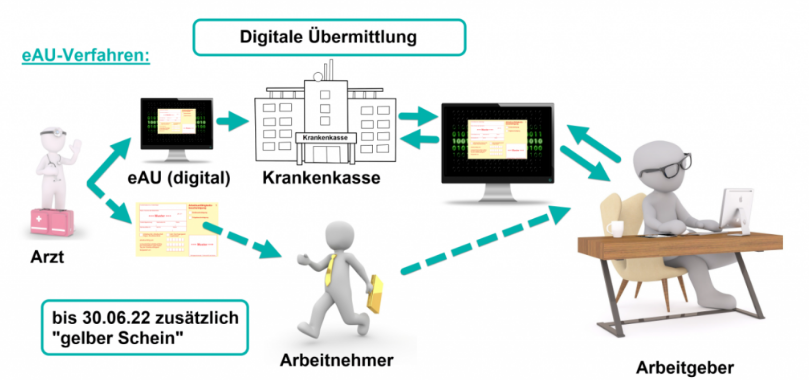 Digitale Übermittlung
eAU-Verfahren:
Krankenkasse
eAU (digital)
Krankenkasse
Arzt
bis 30.06.22 zusätzlich
"gelber Schein"
Arbeitnehmer
Arbeitgeber